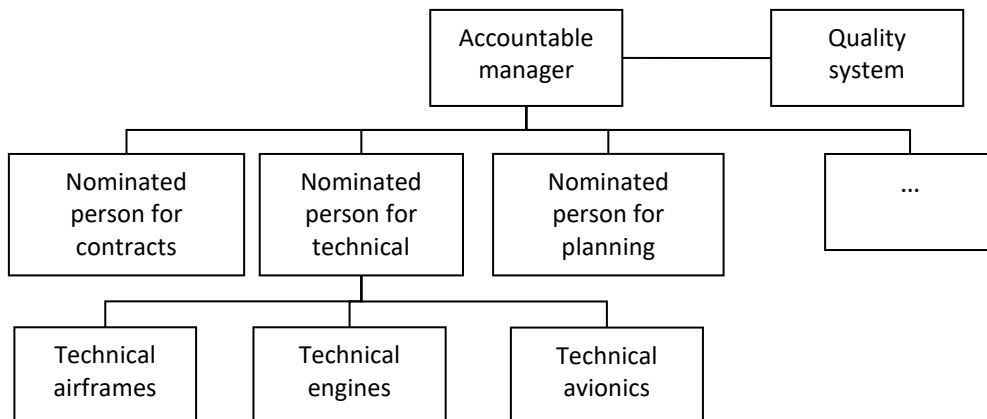 Accountable
manager
Quality
system
Nominated
person for
contracts
Nominated
person for
technical
Nominated
person for
planning
...
Technical
airframes
Technical
engines
Technical
avionics